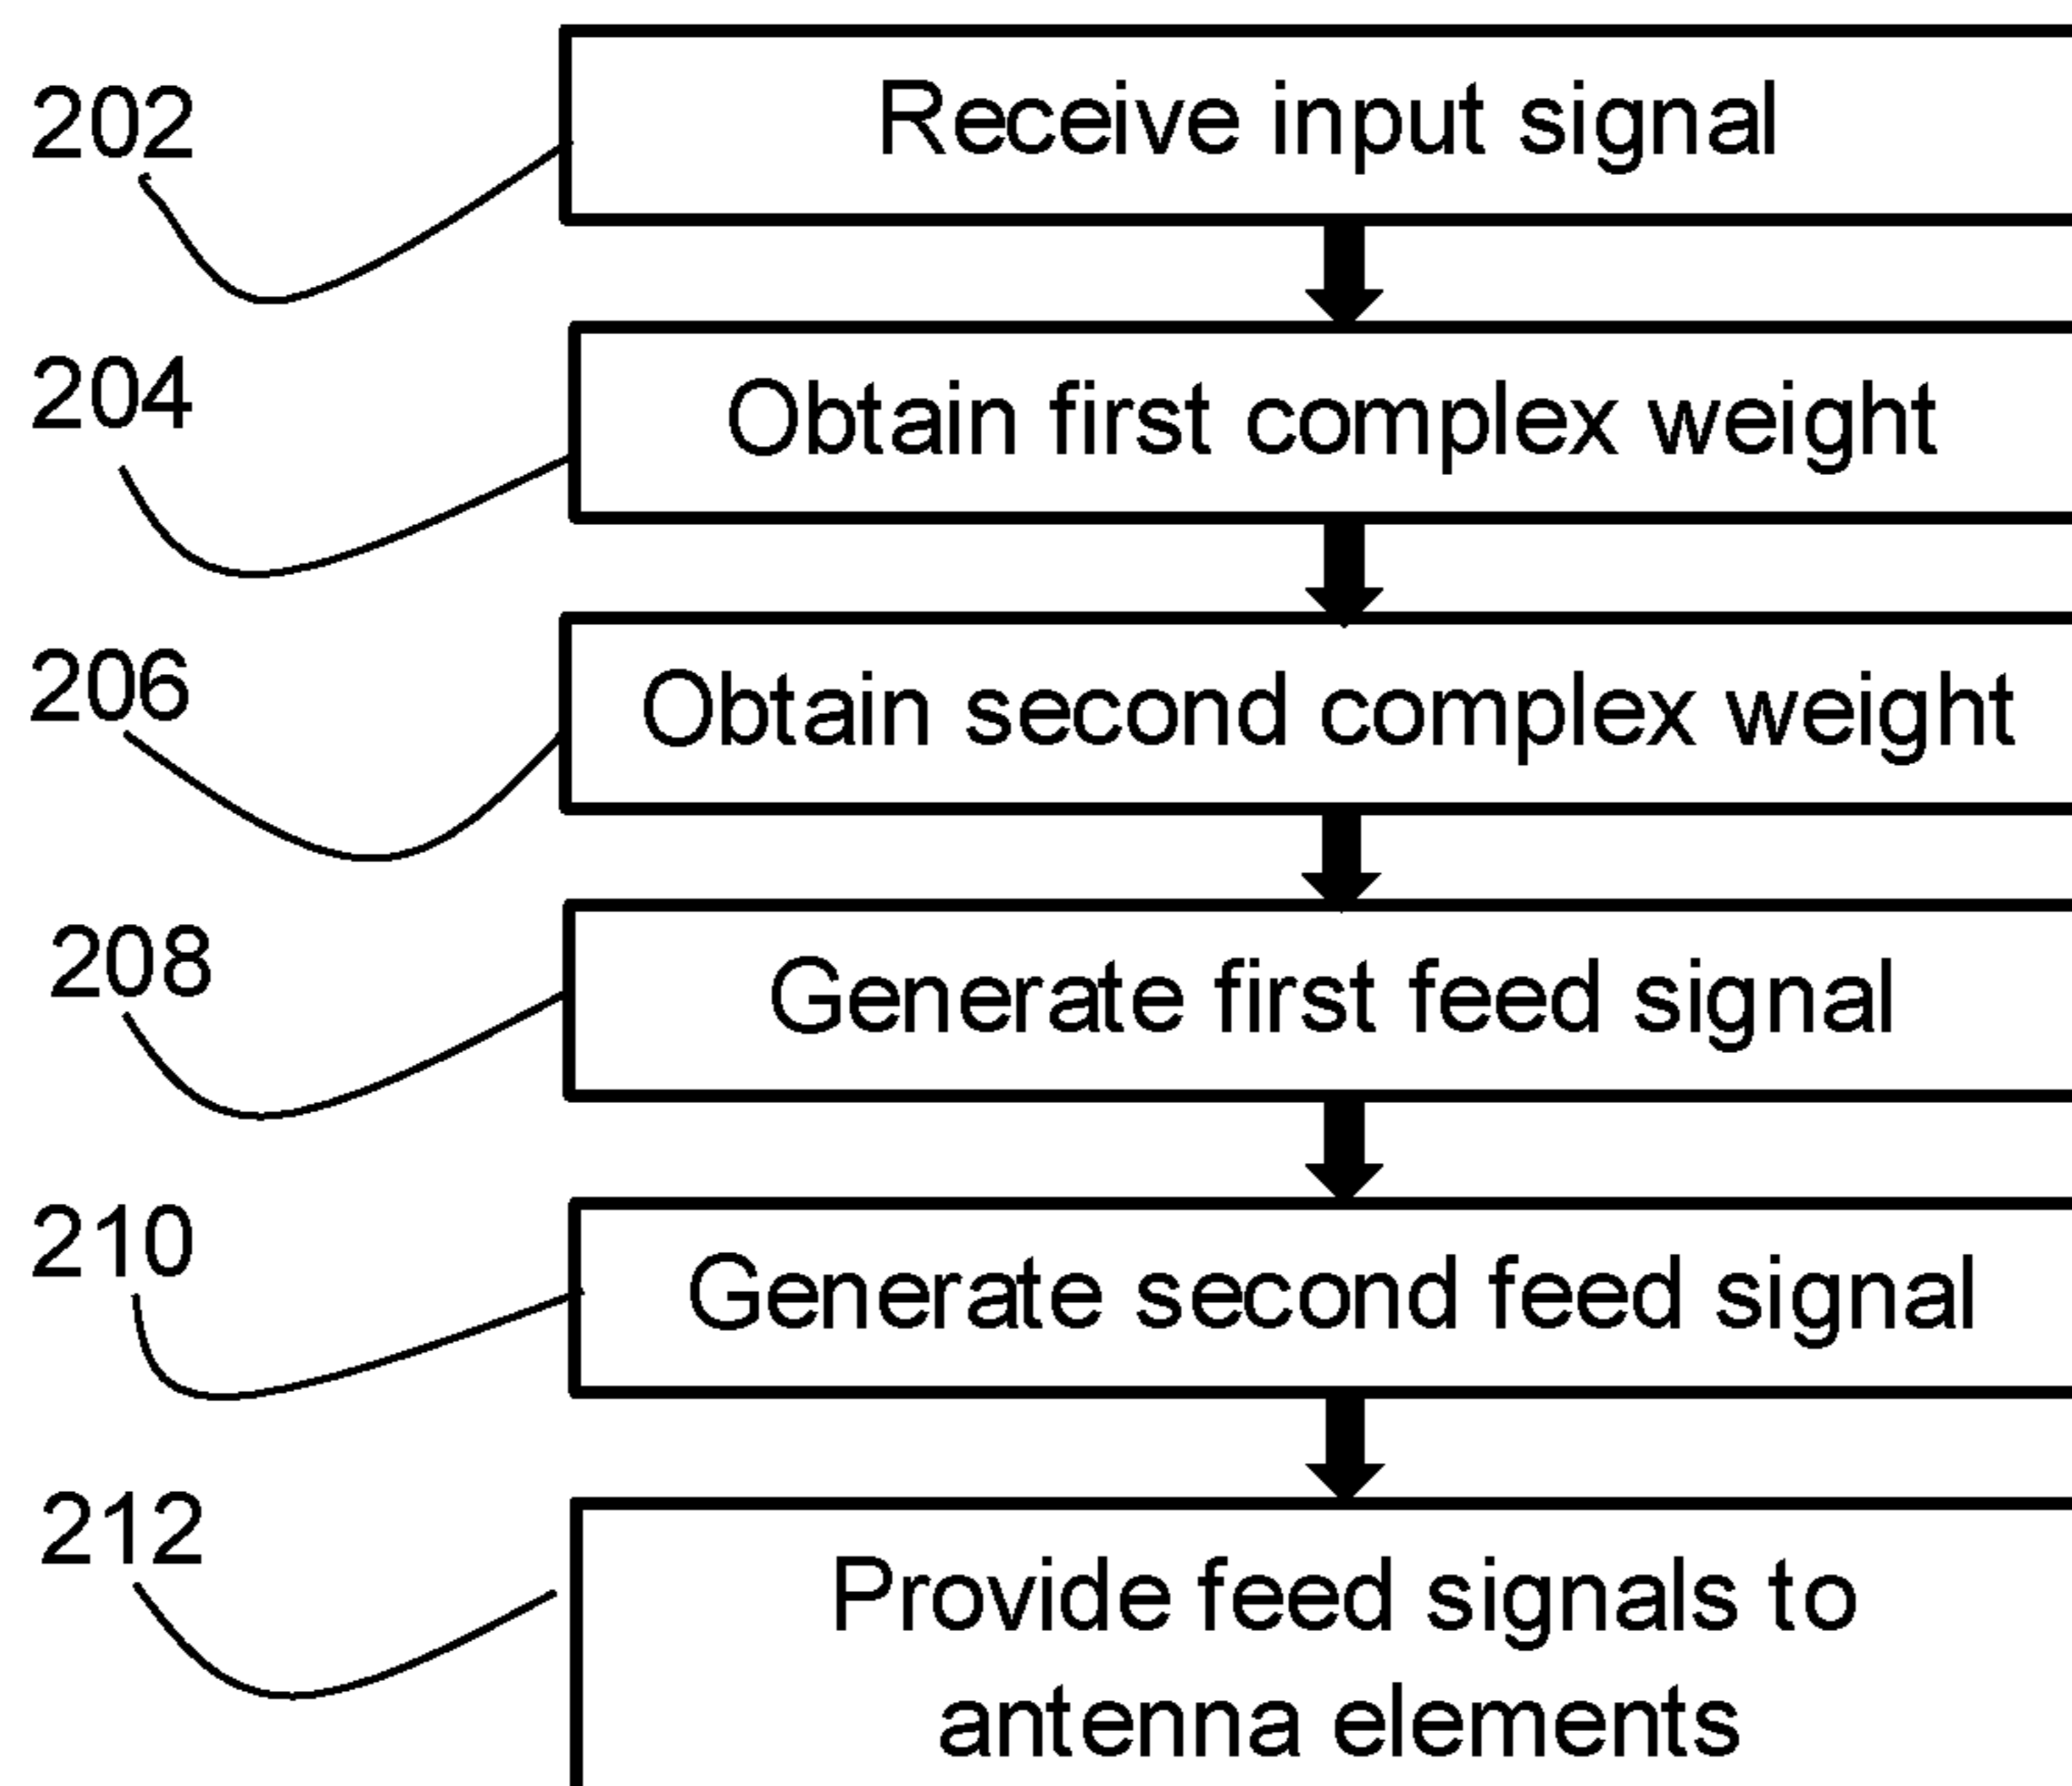 202
Receive input signal
204
Obtain first complex weight
206
Obtain second complex weight
208
Generate first feed signal
210
Generate second feed signal
212
Provide feed signals to
antenna elements